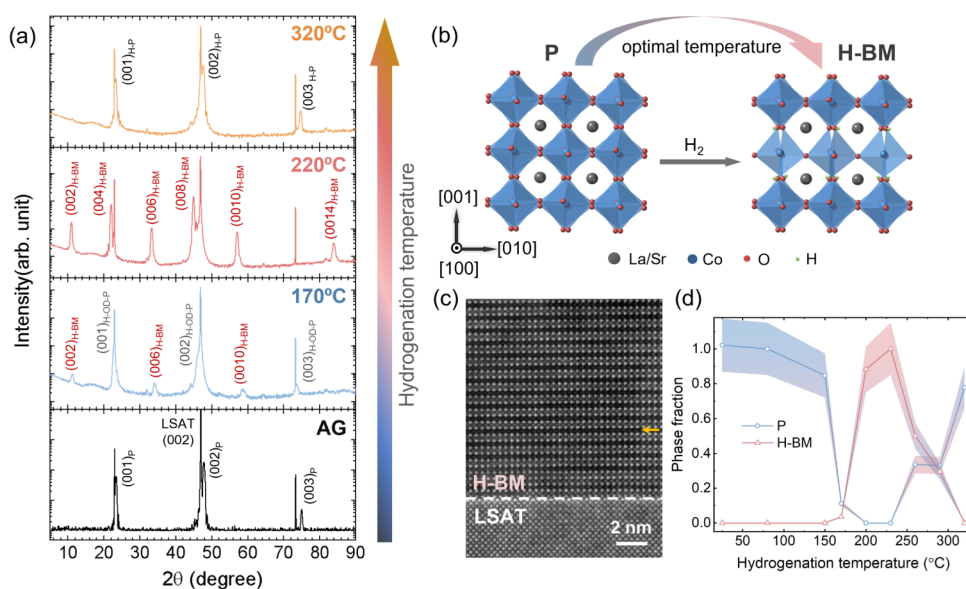 (a)
320ºC
(001)H-P
(002)H-P
(003 H-P
220ºC
(002)H-BM
(004)H-BM
(006)H-BM
(008)H-BM
(0010)H-BM
(0014)H-BM
170ºC
(002)H-BM
(001)H-OD-P
(006)H-BM
(002)H-OD-P
(0010)H-BM
(003)H-OD-P
AG
LSAT
(002)
(001)P
(002)P
(003)P
Intensity(arb. unit)
10 20 30 40 50 60 70 80 90
2θ (degree)
Hydrogenation temperature
(b)
optimal temperature
P
H-BM
H2
[001]
[010]
[100]
La/Sr Co O H
(c)
H-BM
LSAT
2 nm
(d)
Phase fraction
1.0
0.8
0.6
0.4
0.2
0.0
P
H-BM
50 100 150 200 250 300
Hydrogenation temperature (°C)